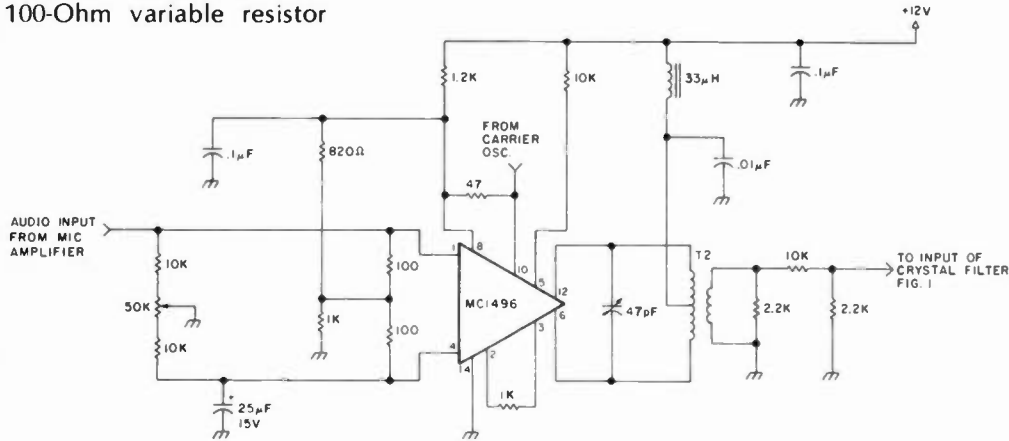 100-Ohm variable resistor
+12V
1.2K
10K
33μH
.1μF
FROM
CARRIER
OSC.
.1μF
820Ω
47
.01μF
AUDIO INPUT
FROM MIC
AMPLIFIER
1
8
10
5
12
6
3
2
4
14
MC1496
10K
50K
10K
100
100
1K
1K
47pF
T2
10K
2.2K
2.2K
TO INPUT OF
CRYSTAL FILTER
FIG. 1
+
25μF
15V